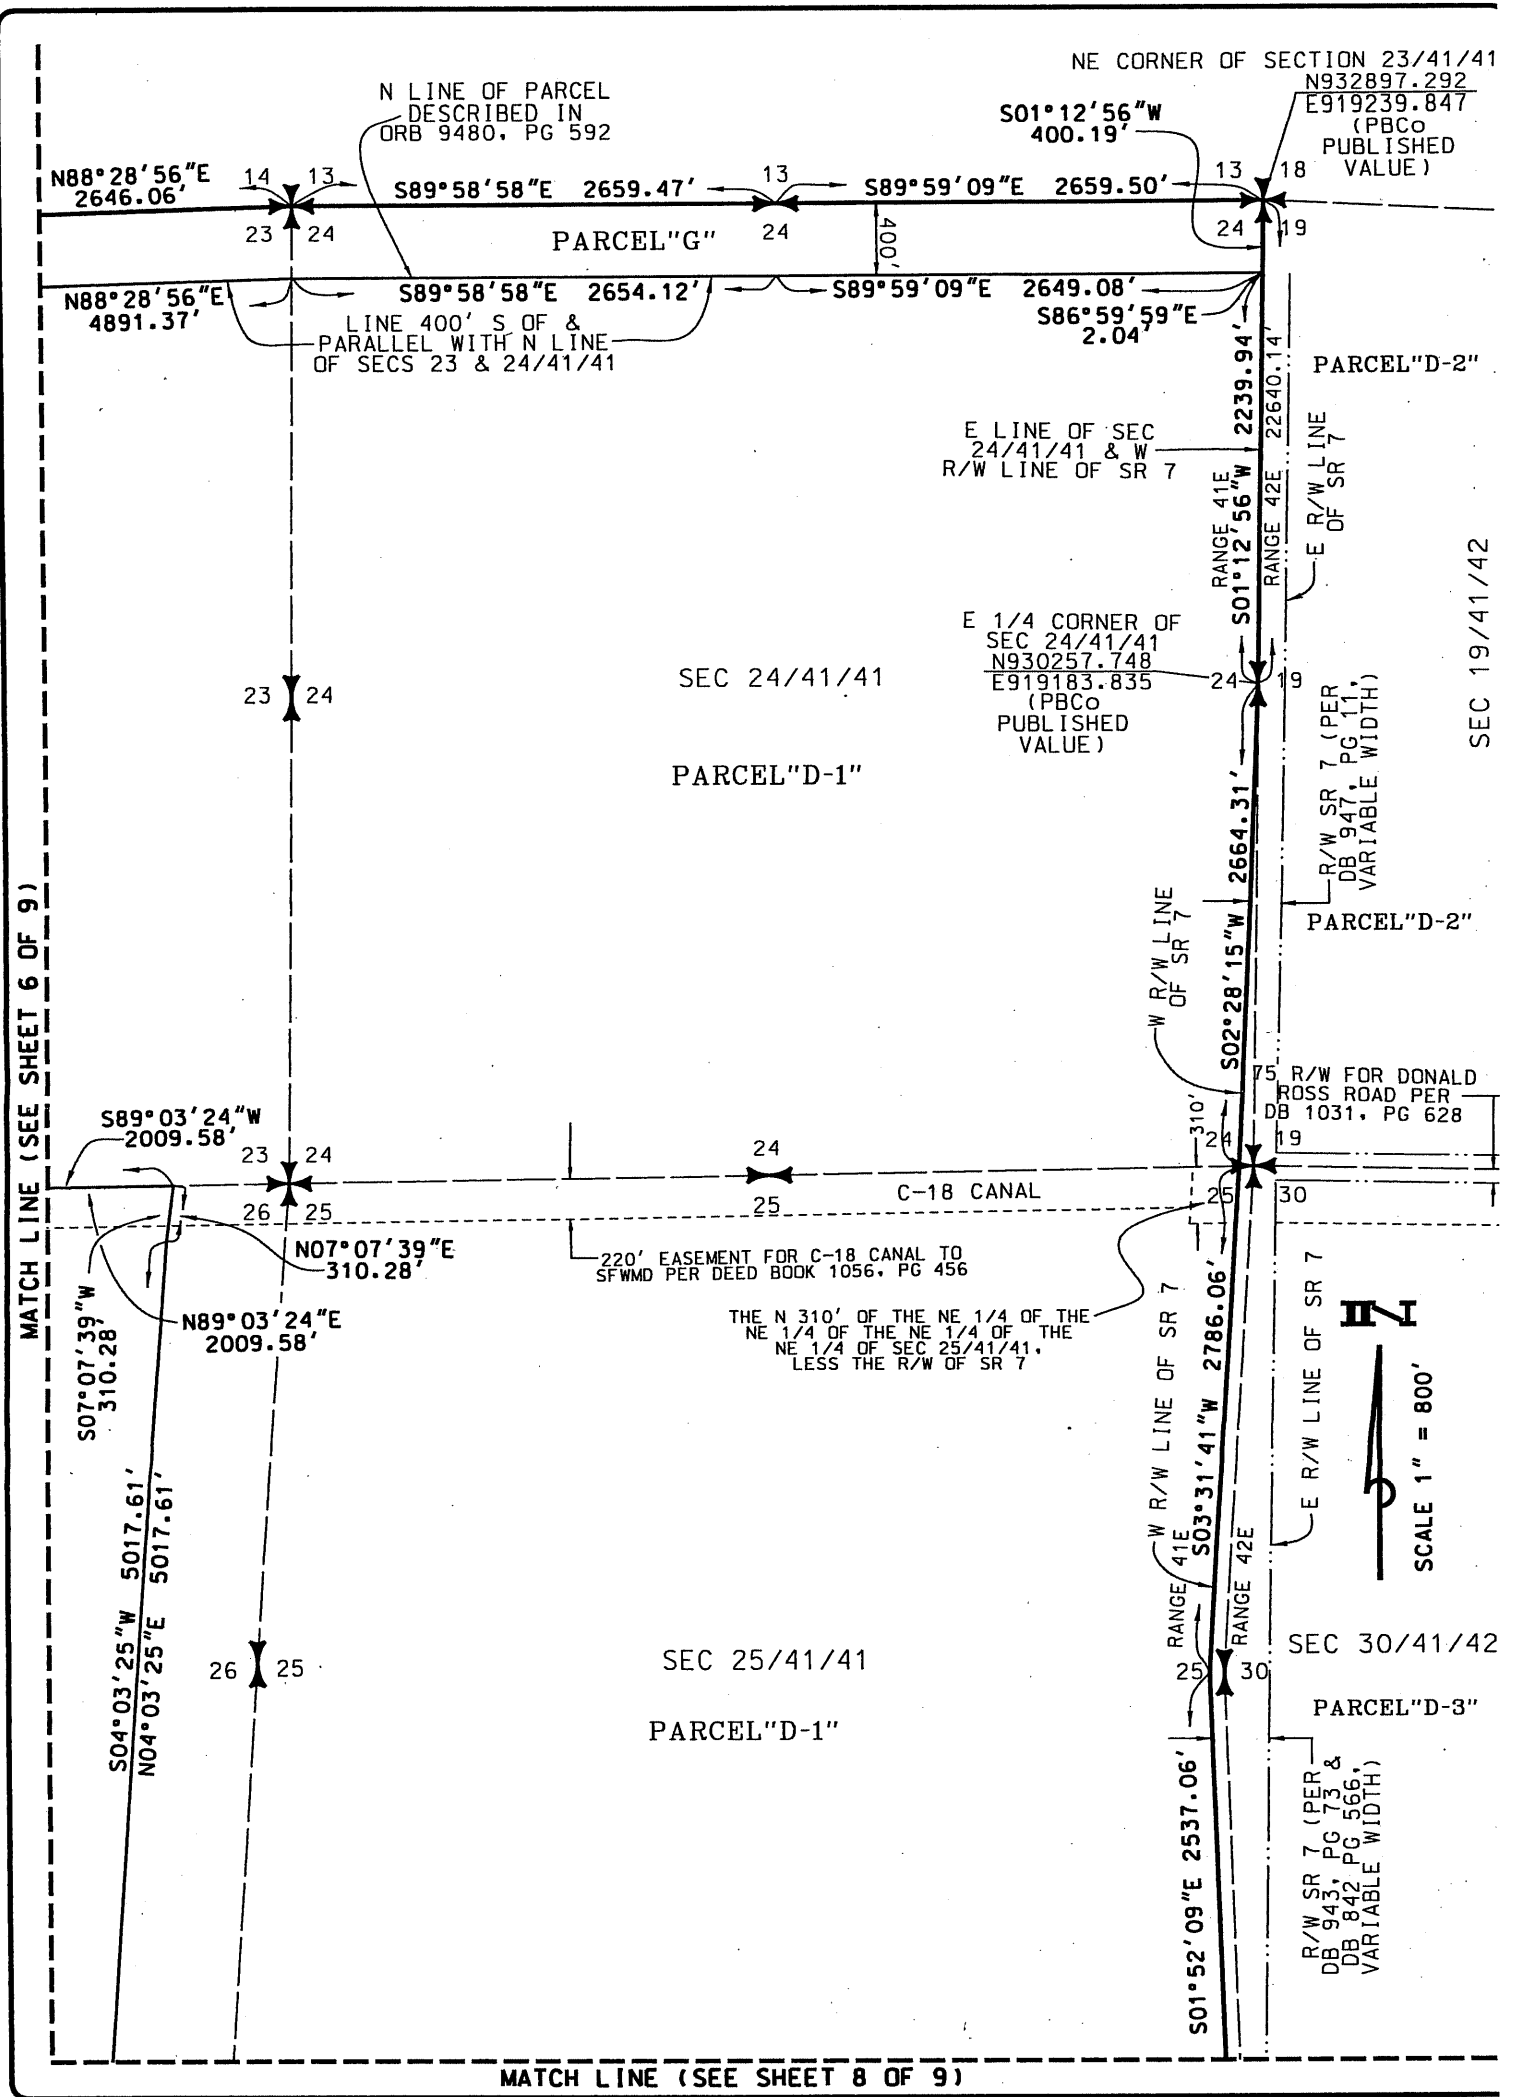 NE CORNER OF SECTION 23/41/41
N932897.292
E919239.847
(PBCo
PUBLISHED
VALUE)
N LINE OF PARCEL
DESCRIBED IN
ORB 9480, PG 592
S01°12'56"W
400.19'
N88°28'56"E
2646.06'
14
13
S89°58'58"E 2659.47'
13
S89°59'09"E 2659.50'
13
18
23
24
PARCEL"G"
24
400'
24
19
N88°28'56"E
4891.37'
S89°58'58"E 2654.12'
S89°59'09"E 2649.08'
S86°59'59"E
2.04'
LINE 400' S OF &
PARALLEL WITH N LINE
OF SECS 23 & 24/41/41
PARCEL"D-2"
E LINE OF SEC
24/41/41 & W
R/W LINE OF SR 7
S01°12'56"W 2239.94'
22640.14'
RANGE 41E
RANGE 42E
E R/W LINE
OF SR 7
SEC 19/41/42
E 1/4 CORNER OF
SEC 24/41/41
N930257.748
E919183.835
(PBCo
PUBLISHED
VALUE)
24
19
23
24
SEC 24/41/41
PARCEL"D-1"
R/W SR 7 (PER
DB 947, PG 11,
VARIABLE WIDTH)
PARCEL"D-2"
S02°28'15"W 2664.31'
W R/W LINE
OF SR 7
MATCH LINE (SEE SHEET 6 OF 9)
75 R/W FOR DONALD
ROSS ROAD PER
DB 1031, PG 628
S89°03'24"W
2009.58'
23
24
24
310'
24
19
C-18 CANAL
26
25
25
25
30
N07°07'39"E
310.28'
220' EASEMENT FOR C-18 CANAL TO
SFWMD PER DEED BOOK 1056, PG 456
S07°07'39"W
310.28'
N89°03'24"E
2009.58'
THE N 310' OF THE NE 1/4 OF THE
NE 1/4 OF THE NE 1/4 OF THE
NE 1/4 OF SEC 25/41/41,
LESS THE R/W OF SR 7
W R/W LINE OF SR 7
S03°31'41"W 2786.06'
E R/W LINE OF SR 7
SCALE 1" = 800'
RANGE 41E
RANGE 42E
S04°03'25"W 5017.61'
N04°03'25"E 5017.61'
26
25
SEC 25/41/41
25
30
SEC 30/41/42
PARCEL"D-1"
PARCEL"D-3"
S01°52'09"E 2537.06'
R/W SR 7 (PER
DB 943, PG 73 &
DB 842 PG 566,
VARIABLE WIDTH)
MATCH LINE (SEE SHEET 8 OF 9)